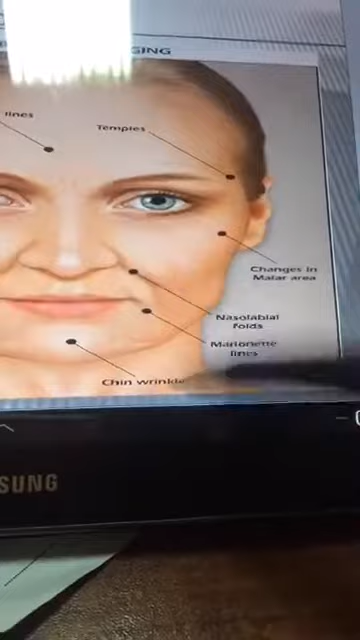 GING
lines
Temples
Changes in
Malar area
Nasolabial
folds
Marionette
lines
Chin wrinkle
SUNG